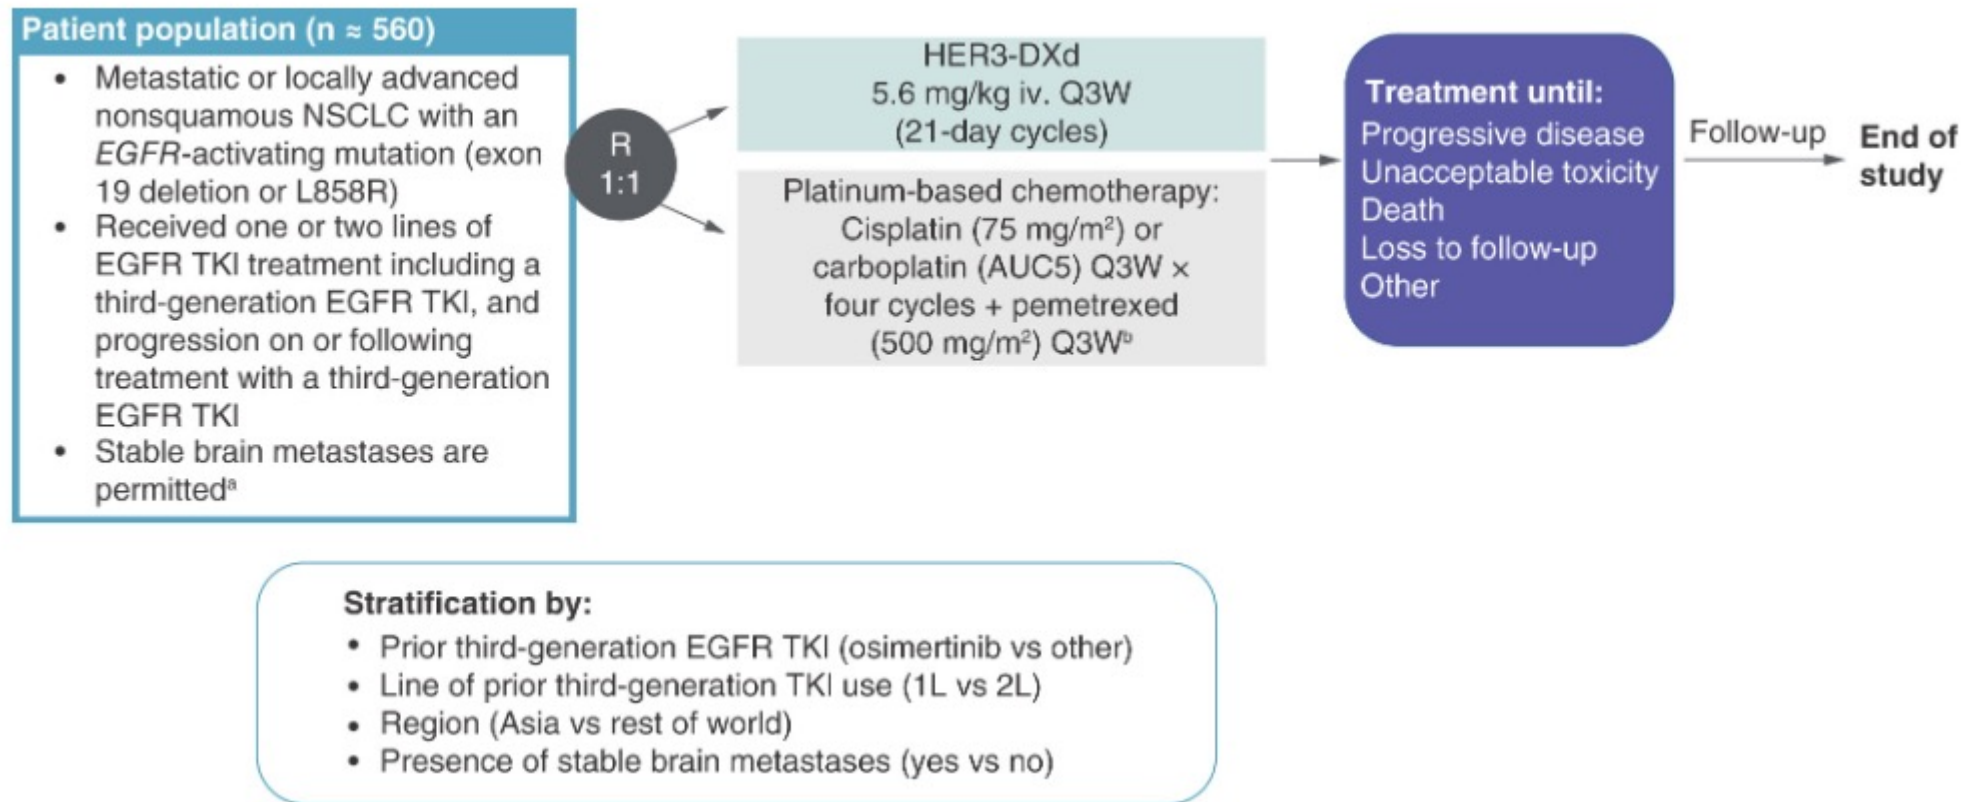 Patient population (n ≈ 560)
• Metastatic or locally advanced
nonsquamous NSCLC with an
EGFR-activating mutation (exon
19 deletion or L858R)
• Received one or two lines of
EGFR TKI treatment including a
third-generation EGFR TKI, and
progression on or following
treatment with a third-generation
EGFR TKI
• Stable brain metastases are
permittedᵃ
R
1:1
HER3-DXd
5.6 mg/kg iv. Q3W
(21-day cycles)
Platinum-based chemotherapy:
Cisplatin (75 mg/m²) or
carboplatin (AUC5) Q3W ×
four cycles + pemetrexed
(500 mg/m²) Q3Wᵇ
Treatment until:
Progressive disease
Unacceptable toxicity
Death
Loss to follow-up
Other
Follow-up
End of
study
Stratification by:
• Prior third-generation EGFR TKI (osimertinib vs other)
• Line of prior third-generation TKI use (1L vs 2L)
• Region (Asia vs rest of world)
• Presence of stable brain metastases (yes vs no)